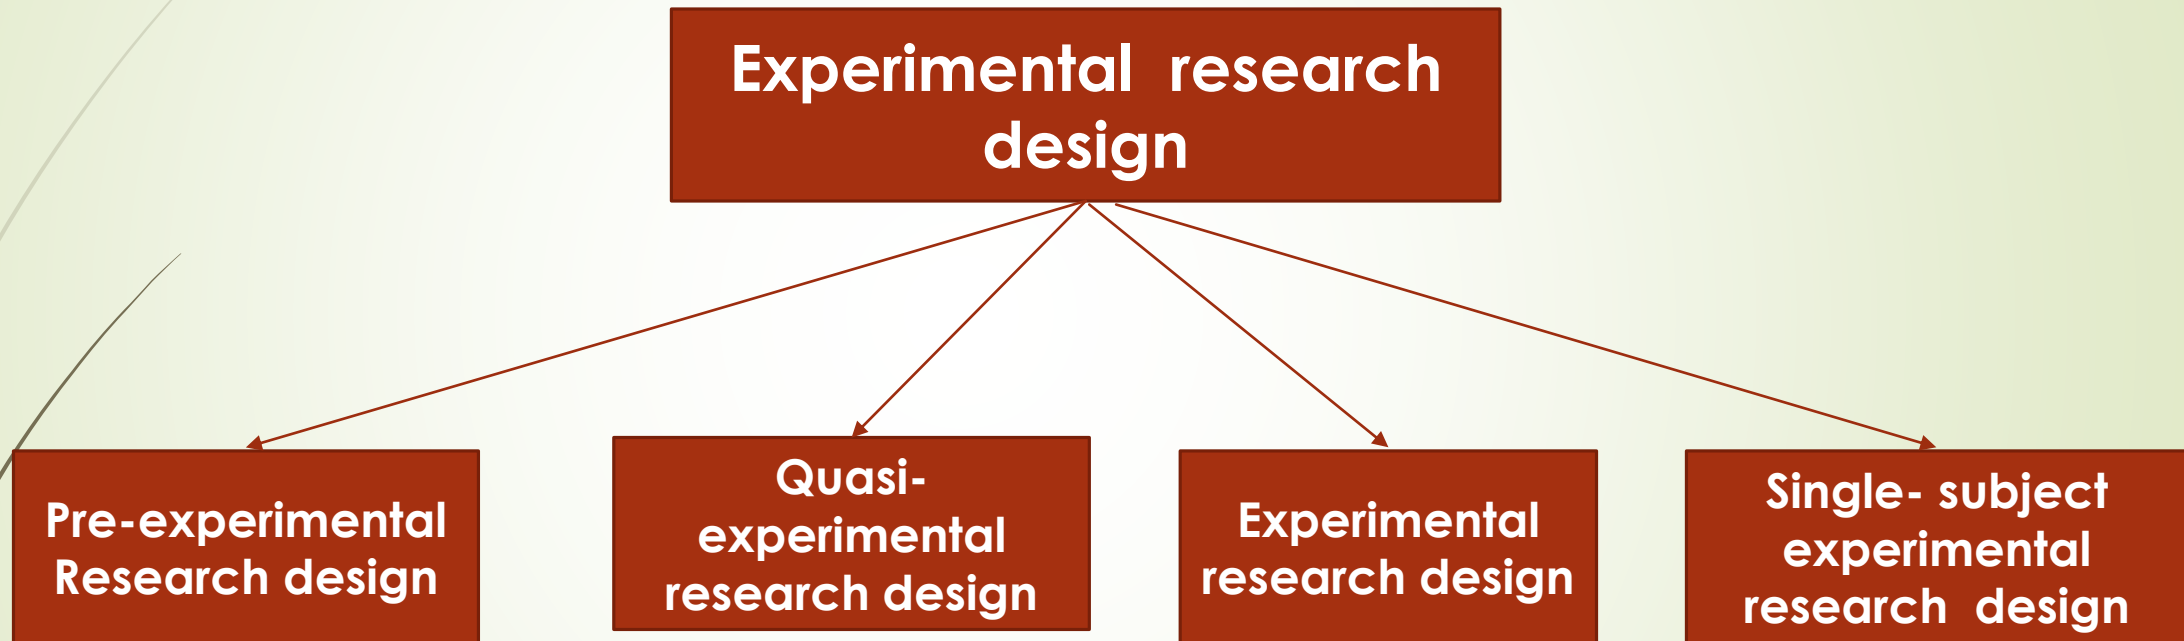 Experimental  research
design
Pre-experimental
Research design
Quasi-
experimental
research design
Experimental
research design
Single- subject
experimental
research  design